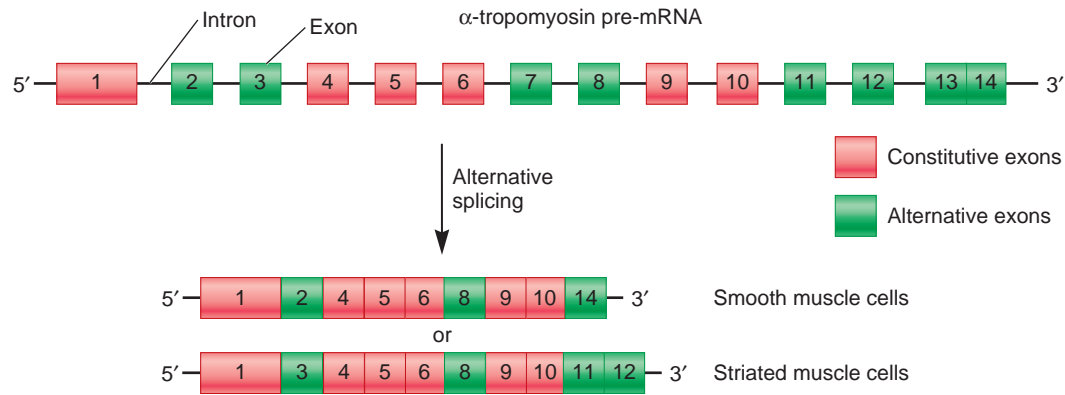 α-tropomyosin pre-mRNA
Intron
Exon
5′ 1 2 3 4 5 6 7 8 9 10 11 12 13 14 3′
Constitutive exons
Alternative exons
Alternative
splicing
5′ 1 2 4 5 6 8 9 10 14 3′ Smooth muscle cells
or
5′ 1 3 4 5 6 8 9 10 11 12 3′ Striated muscle cells